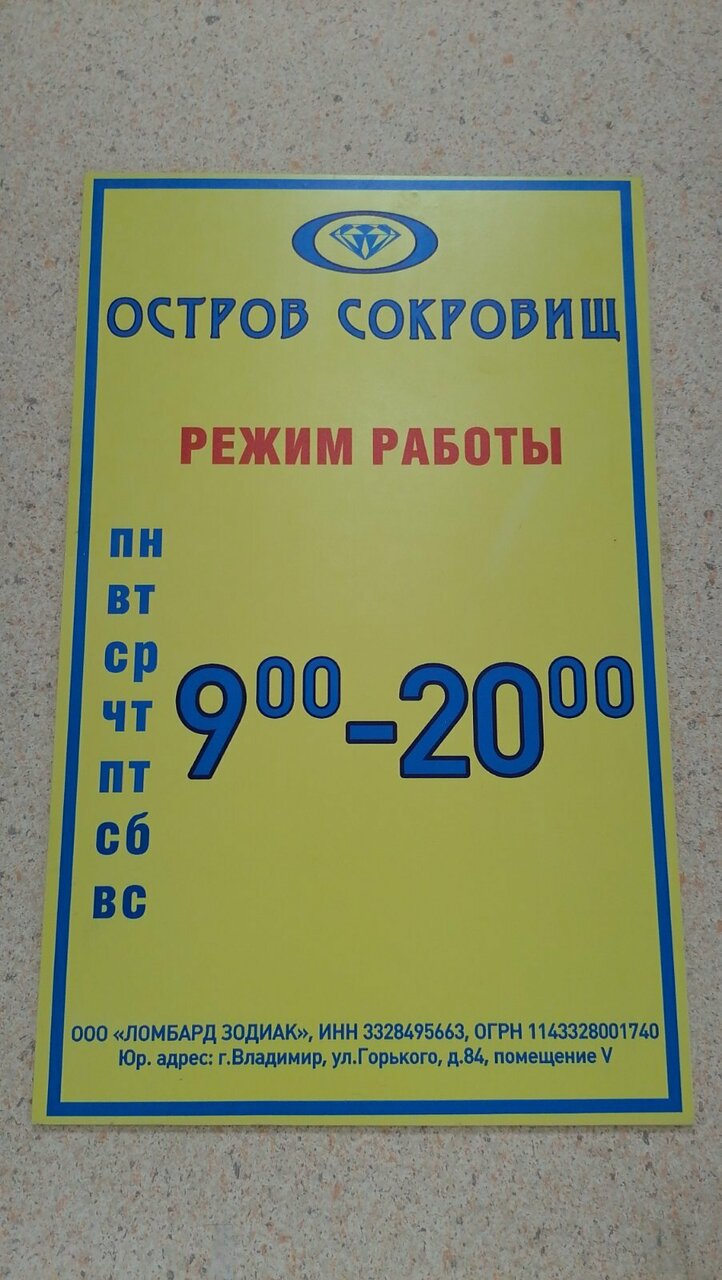 ОСТРОВ СОКРОВИЩ
РЕЖИМ РАБОТЫ
пн
вт
ср
чт
пт
сб
вс
9⁰⁰-20⁰⁰
ООО «ЛОМБАРД ЗОДИАК», ИНН 3328495663, ОГРН 1143328001740
Юр. адрес: г.Владимир, ул.Горького, д.84, помещение V